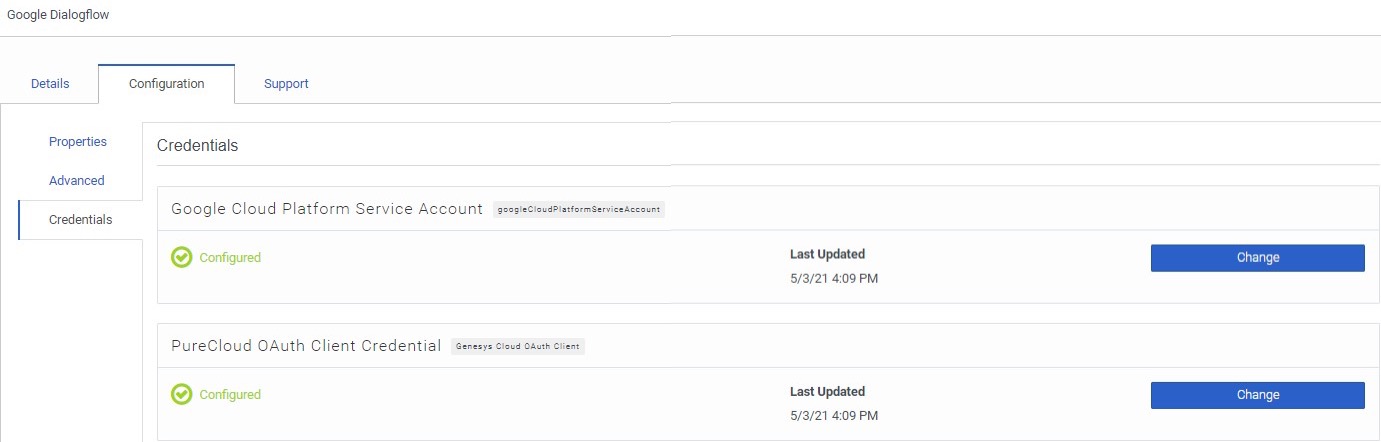 Google Dialogflow
Details Configuration Support
Properties
Advanced
Credentials
Credentials
Google Cloud Platform Service Account googleCloudPlatformServiceAccount
Configured Last Updated Change
5/3/21 4:09 PM
PureCloud OAuth Client Credential Genesys Cloud OAuth Client
Configured Last Updated Change
5/3/21 4:09 PM